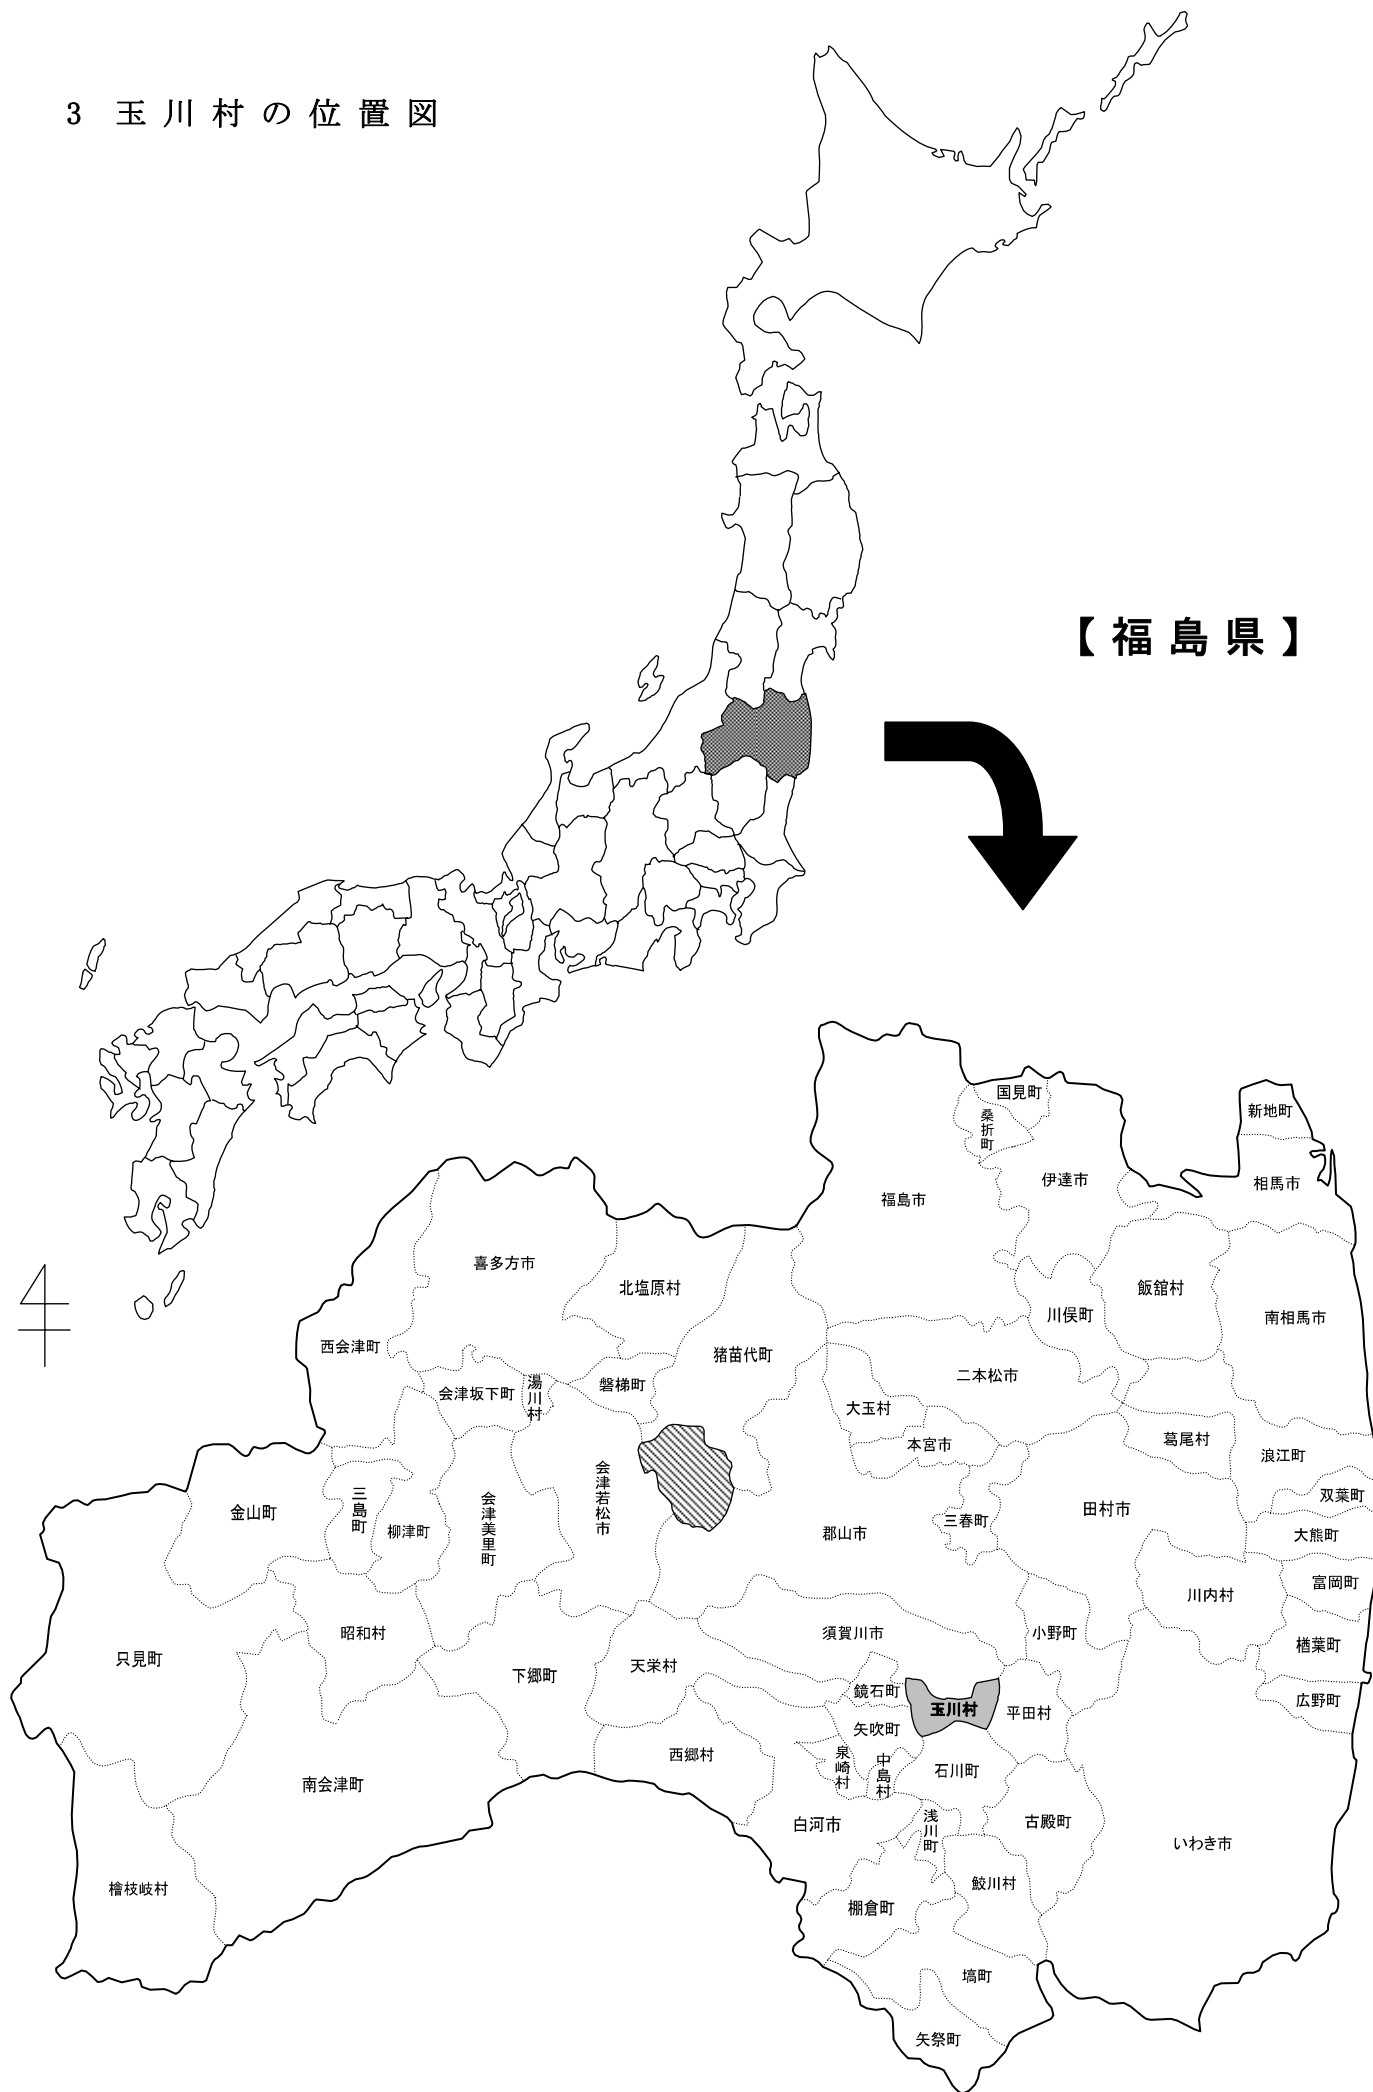 3 玉川村の位置図
【福島県】
国見町
桑折町
新地町
伊達市
相馬市
福島市
喜多方市
北塩原村
飯舘村
川俣町
南相馬市
西会津町
猪苗代町
二本松市
磐梯町
会津坂下町
湯川村
大玉村
本宮市
葛尾村
浪江町
双葉町
会津若松市
三島町
金山町
柳津町
会津美里町
郡山市
三春町
田村市
大熊町
富岡町
川内村
昭和村
須賀川市
小野町
楢葉町
只見町
下郷町
天栄村
鏡石町
玉川村
平田村
広野町
矢吹町
西郷村
泉崎村
中島村
石川町
南会津町
白河市
浅川町
古殿町
いわき市
檜枝岐村
棚倉町
鮫川村
塙町
矢祭町